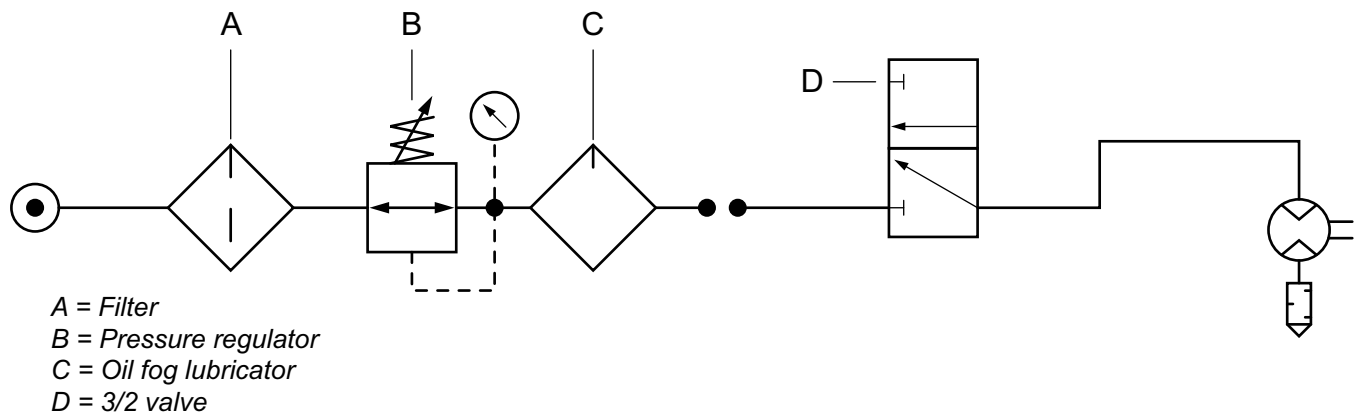 A
B
C
D
A = Filter
B = Pressure regulator
C = Oil fog lubricator
D = 3/2 valve